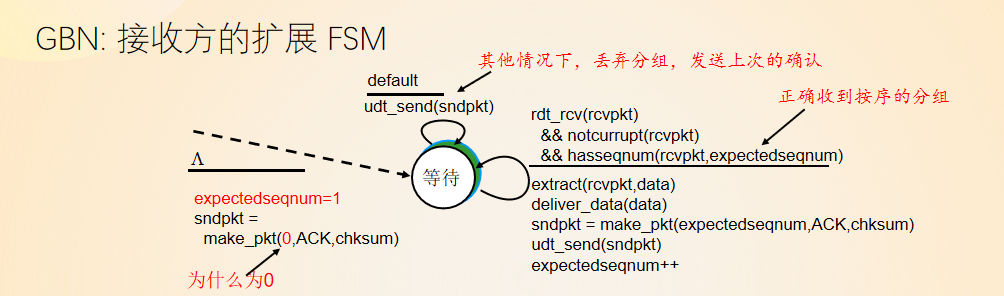 GBN: 接收方的扩展 FSM
其他情况下，丢弃分组，发送上次的确认
default
udt_send(sndpkt)
正确收到按序的分组
rdt_rcv(rcvpkt)
&& notcurrupt(rcvpkt)
&& hasseqnum(rcvpkt,expectedseqnum)
Λ
等待
expectedseqnum=1
sndpkt =
make_pkt(0,ACK,chksum)
为什么为0
extract(rcvpkt,data)
deliver_data(data)
sndpkt = make_pkt(expectedseqnum,ACK,chksum)
udt_send(sndpkt)
expectedseqnum++